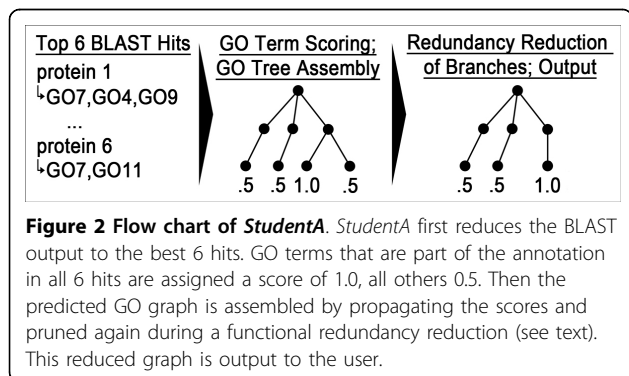 Top 6 BLAST Hits
protein 1
↳GO7,GO4,GO9
...
protein 6
↳GO7,GO11
GO Term Scoring;
GO Tree Assembly
.5 .5 1.0 .5
Redundancy Reduction
of Branches; Output
.5 .5 1.0
Figure 2 Flow chart of StudentA. StudentA first reduces the BLAST
output to the best 6 hits. GO terms that are part of the annotation
in all 6 hits are assigned a score of 1.0, all others 0.5. Then the
predicted GO graph is assembled by propagating the scores and
pruned again during a functional redundancy reduction (see text).
This reduced graph is output to the user.